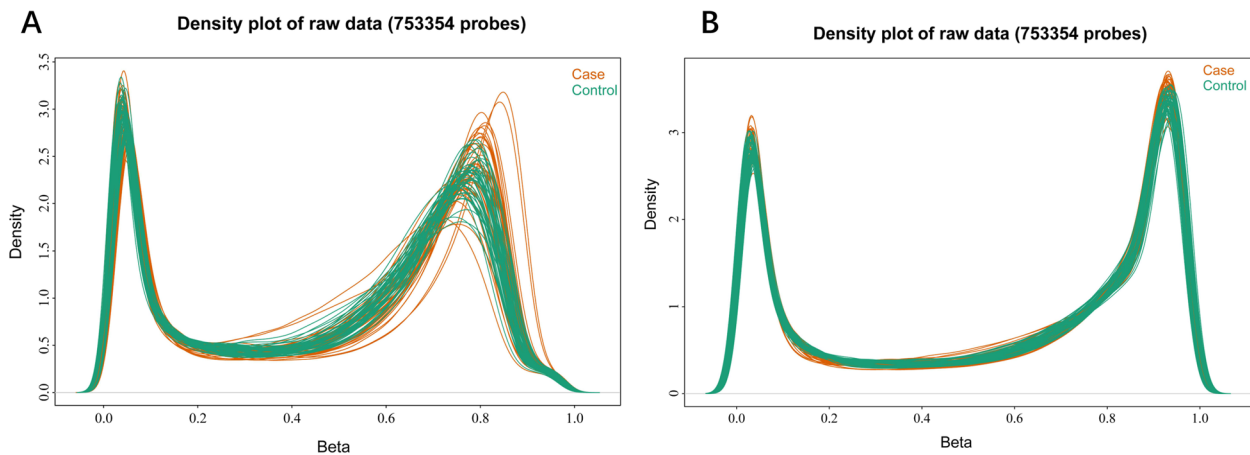 A
Density plot of raw data (753354 probes)
Case
Control
3.5
3.0
2.5
2.0
1.5
1.0
0.5
0.0
Density
0.0 0.2 0.4 0.6 0.8 1.0
Beta
B
Density plot of raw data (753354 probes)
Case
Control
3
2
1
0
Density
0.0 0.2 0.4 0.6 0.8 1.0
Beta